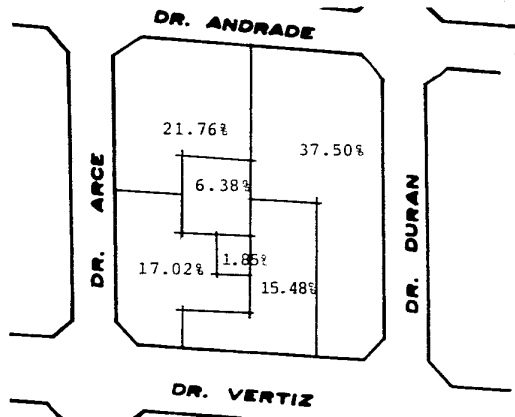 DR. ANDRADE
21.76%
37.50%
6.38%
DR. ARCE
DR. DURAN
1.85%
17.02%
15.48%
DR. VERTIZ